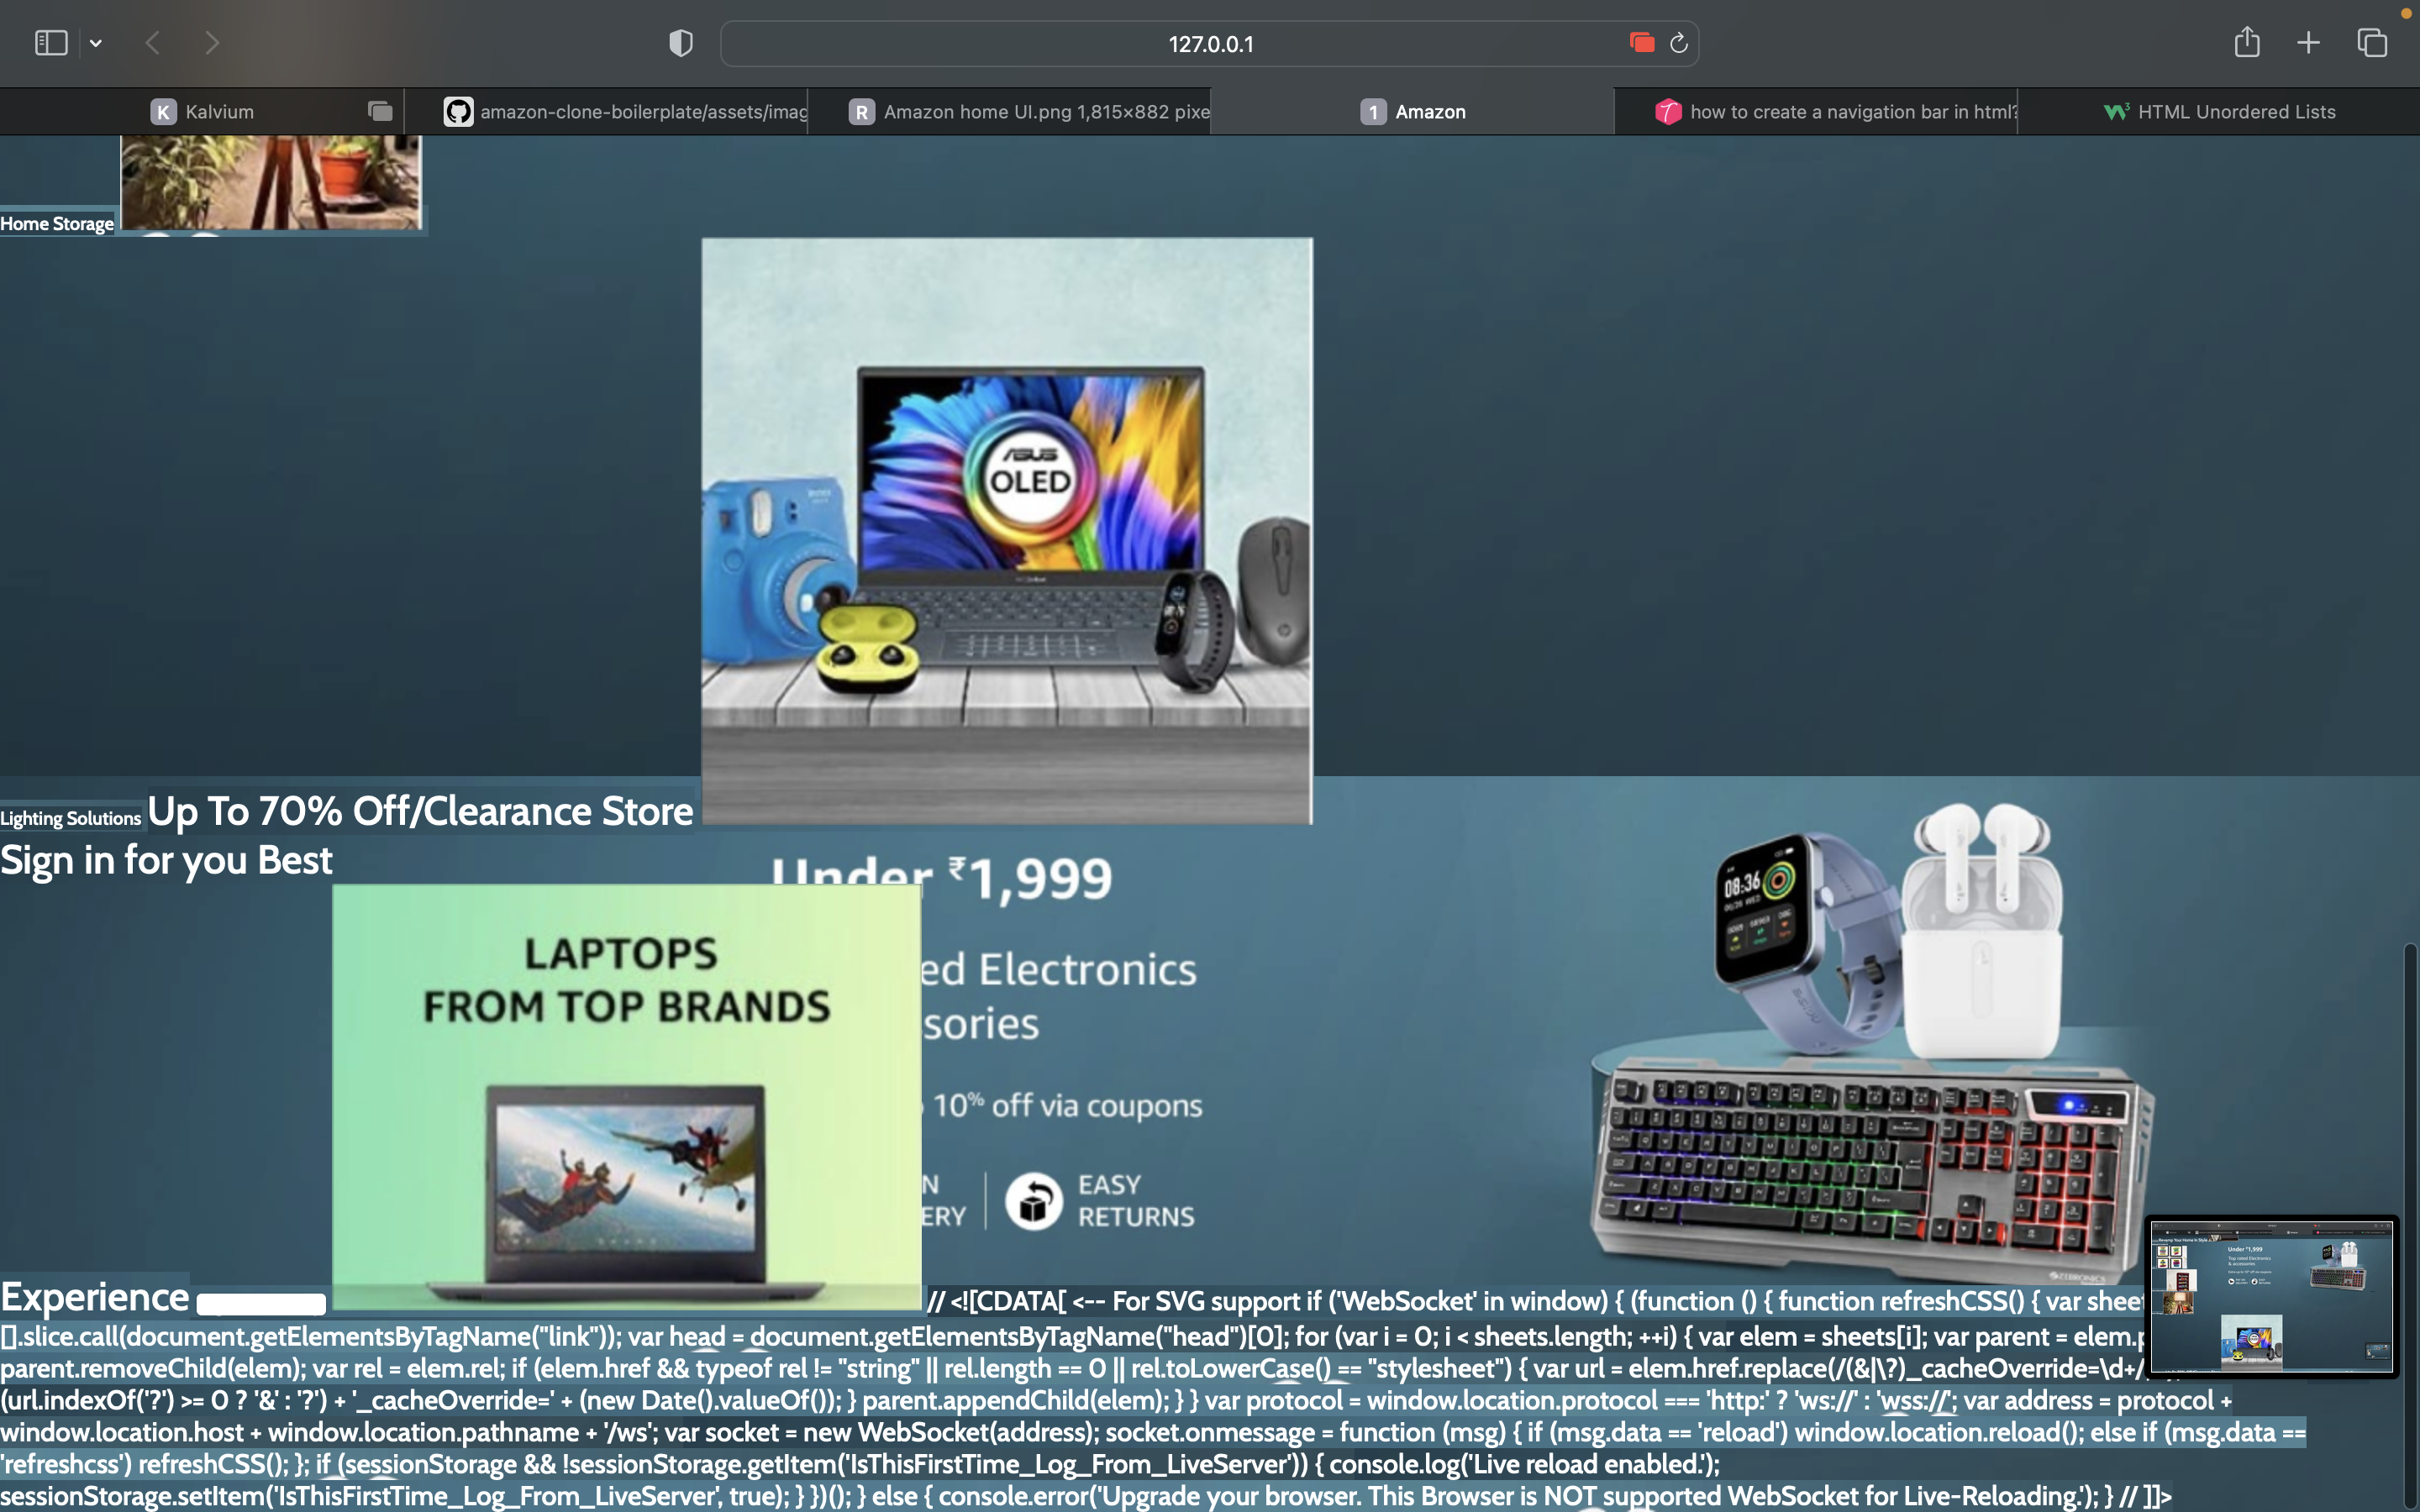 127.0.0.1
K Kalvium
amazon-clone-boilerplate/assets/imag
R Amazon home UI.png 1,815×882 pixe
1 Amazon
how to create a navigation bar in html?
HTML Unordered Lists
Home Storage
ASUS
OLED
Lighting Solutions Up To 70% Off/Clearance Store
Sign in for you Best
Under ₹1,999
LAPTOPS
FROM TOP BRANDS
ed Electronics
sories
10% off via coupons
N
ERY
EASY
RETURNS
08:36
Experience
// <![CDATA[ <-- For SVG support if ('WebSocket' in window) { (function () { function refreshCSS() { var sheet
[].slice.call(document.getElementsByTagName("link")); var head = document.getElementsByTagName("head")[0]; for (var i = 0; i < sheets.length; ++i) { var elem = sheets[i]; var parent = elem.p
parent.removeChild(elem); var rel = elem.rel; if (elem.href && typeof rel != "string" || rel.length == 0 || rel.toLowerCase() == "stylesheet") { var url = elem.href.replace(/(&|\?)_cacheOverride=\d+/
(url.indexOf('?') >= 0 ? '&' : '?') + '_cacheOverride=' + (new Date().valueOf()); } parent.appendChild(elem); } } var protocol = window.location.protocol === 'http:' ? 'ws://' : 'wss://'; var address = protocol +
window.location.host + window.location.pathname + '/ws'; var socket = new WebSocket(address); socket.onmessage = function (msg) { if (msg.data == 'reload') window.location.reload(); else if (msg.data ==
'refreshcss') refreshCSS(); }; if (sessionStorage && !sessionStorage.getItem('IsThisFirstTime_Log_From_LiveServer')) { console.log('Live reload enabled.');
sessionStorage.setItem('IsThisFirstTime_Log_From_LiveServer', true); } })(); } else { console.error('Upgrade your browser. This Browser is NOT supported WebSocket for Live-Reloading.'); } // ]]>